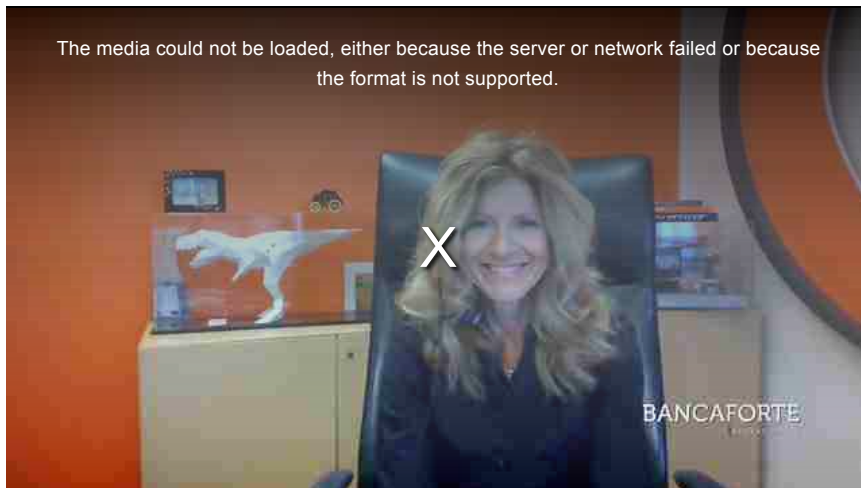 The media could not be loaded, either because the server or network failed or because
the format is not supported.
X
BANCAFORTE